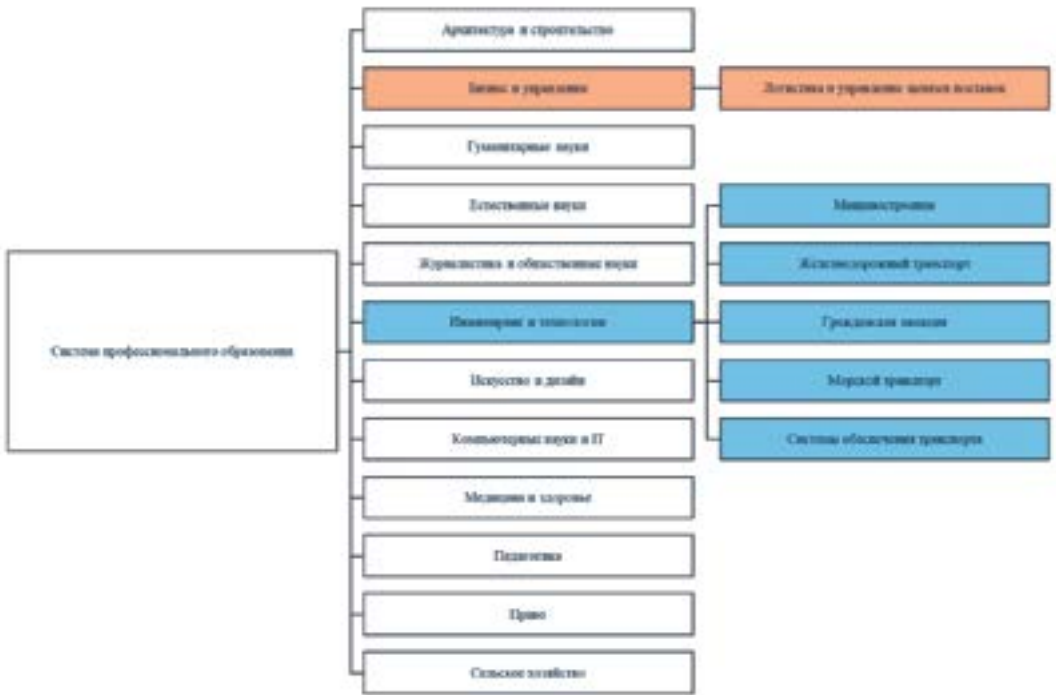 Архитектура и строительство
Бизнес и управление
Логистика и управление цепями поставок
Гуманитарные науки
Естественные науки
Машиностроение
Журналистика и общественные науки
Железнодорожный транспорт
Система профессионального образования
Инжиниринг и технологии
Гражданская авиация
Искусство и дизайн
Морской транспорт
Компьютерные науки и IT
Системы обеспечения транспорта
Медицина и здоровье
Педагогика
Право
Сельское хозяйство